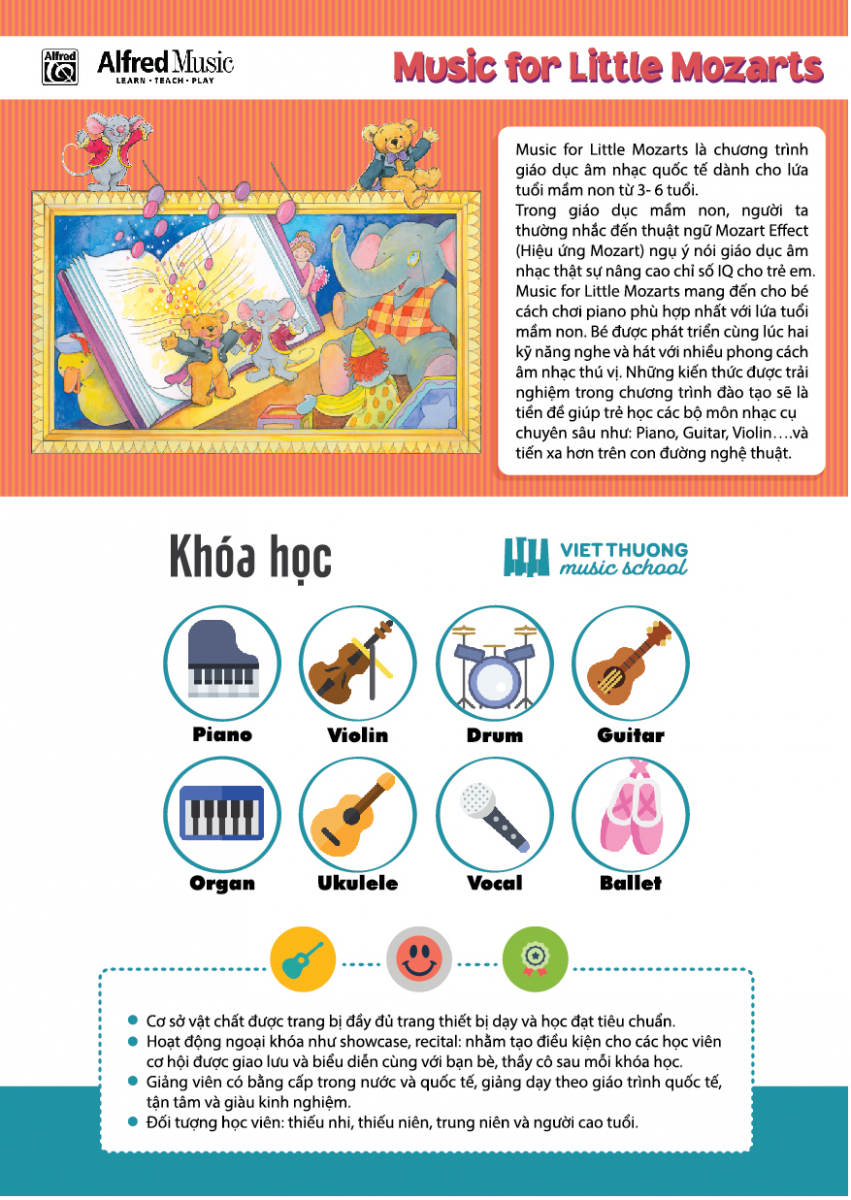 Alfred
Alfred Music
LEARN • TEACH • PLAY
Music for Little Mozarts
Music for Little Mozarts là chương trình
giáo dục âm nhạc quốc tế dành cho lứa
tuổi mầm non từ 3- 6 tuổi.
Trong giáo dục mầm non, người ta
thường nhắc đến thuật ngữ Mozart Effect
(Hiệu ứng Mozart) ngụ ý nói giáo dục âm
nhạc thật sự nâng cao chỉ số IQ cho trẻ em.
Music for Little Mozarts mang đến cho bé
cách chơi piano phù hợp nhất với lứa tuổi
mầm non. Bé được phát triển cùng lúc hai
kỹ năng nghe và hát với nhiều phong cách
âm nhạc thú vị. Những kiến thức được trải
nghiệm trong chương trình đào tạo sẽ là
tiền đề giúp trẻ học các bộ môn nhạc cụ
chuyên sâu như: Piano, Guitar, Violin….và
tiến xa hơn trên con đường nghệ thuật.
Khóa học
VIET THUONG
music school
Piano
Violin
Drum
Guitar
Organ
Ukulele
Vocal
Ballet
• Cơ sở vật chất được trang bị đầy đủ trang thiết bị dạy và học đạt tiêu chuẩn.
• Hoạt động ngoại khóa như showcase, recital: nhằm tạo điều kiện cho các học viên
cơ hội được giao lưu và biểu diễn cùng với bạn bè, thầy cô sau mỗi khóa học.
• Giảng viên có bằng cấp trong nước và quốc tế, giảng dạy theo giáo trình quốc tế,
tận tâm và giàu kinh nghiệm.
• Đối tượng học viên: thiếu nhi, thiếu niên, trung niên và người cao tuổi.